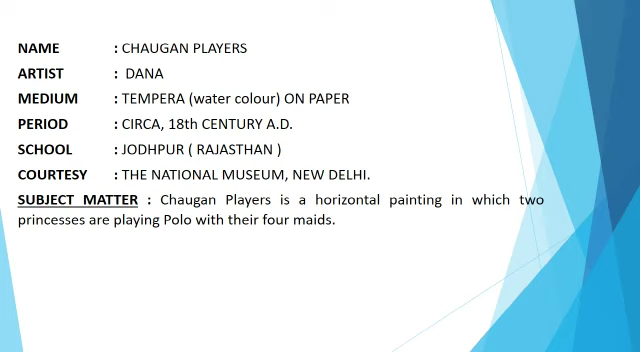 NAME : CHAUGAN PLAYERS
ARTIST : DANA
MEDIUM : TEMPERA (water colour) ON PAPER
PERIOD : CIRCA, 18th CENTURY A.D.
SCHOOL : JODHPUR ( RAJASTHAN )
COURTESY : THE NATIONAL MUSEUM, NEW DELHI.
SUBJECT MATTER : Chaugan Players is a horizontal painting in which two
princesses are playing Polo with their four maids.